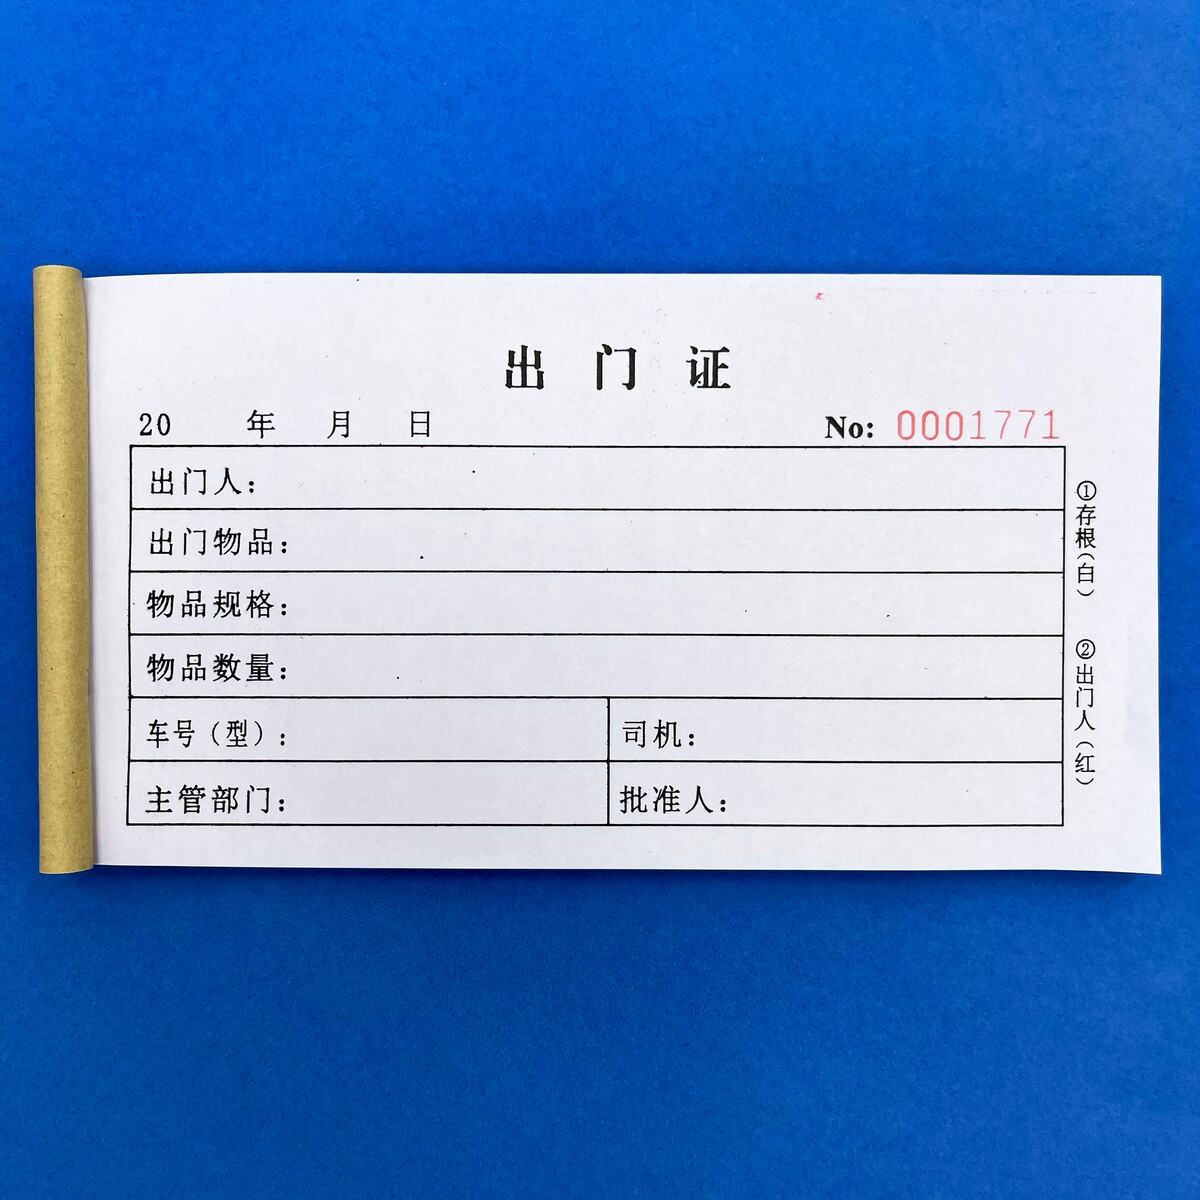 出 门 证
20 年 月 日 No: 0001771
出门人:
出门物品:
物品规格:
物品数量:
车号(型): 司机:
主管部门: 批准人:
①存根(白) ②出门人(红)